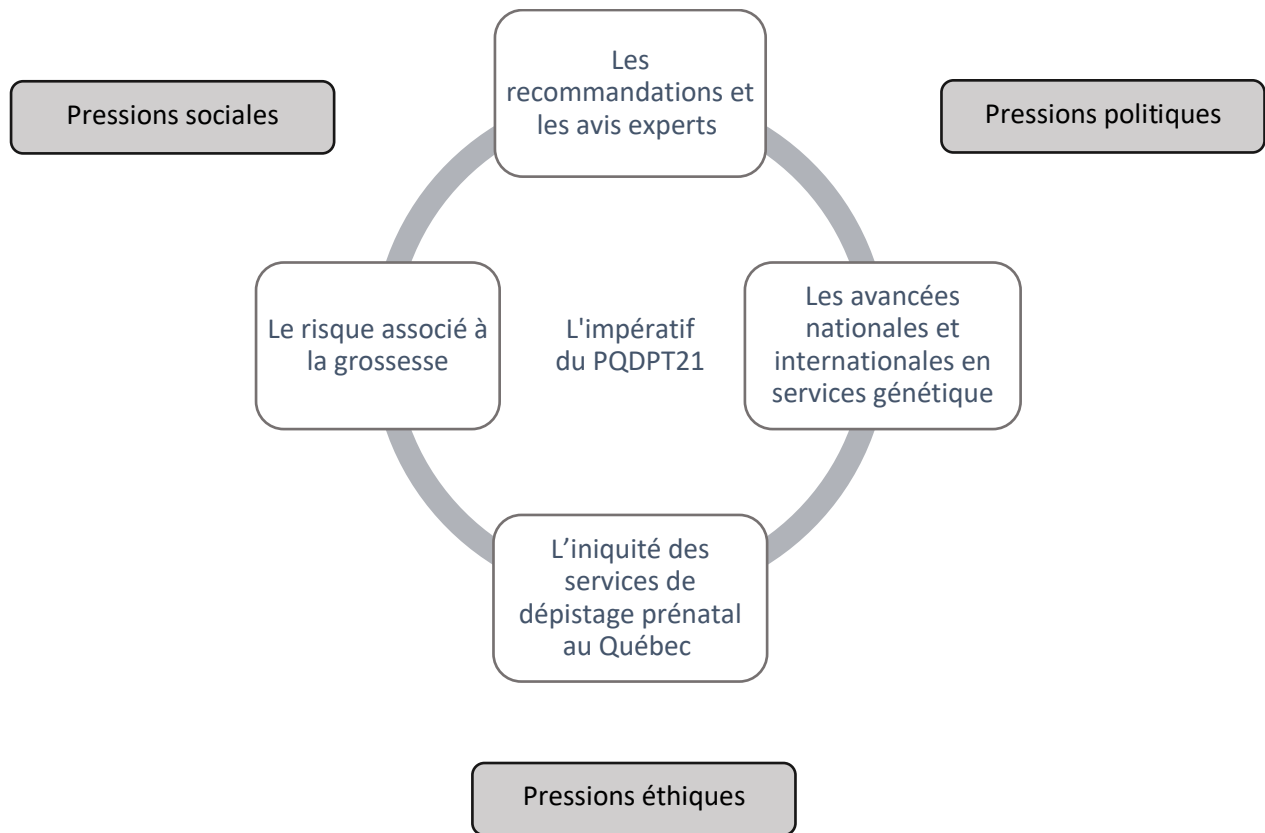 Les
recommandations et
les avis experts
Pressions sociales
Pressions politiques
Le risque associé à
la grossesse
L'impératif
du PQDPT21
Les avancées
nationales et
internationales en
services génétique
L’iniquité des
services de
dépistage prénatal
au Québec
Pressions éthiques